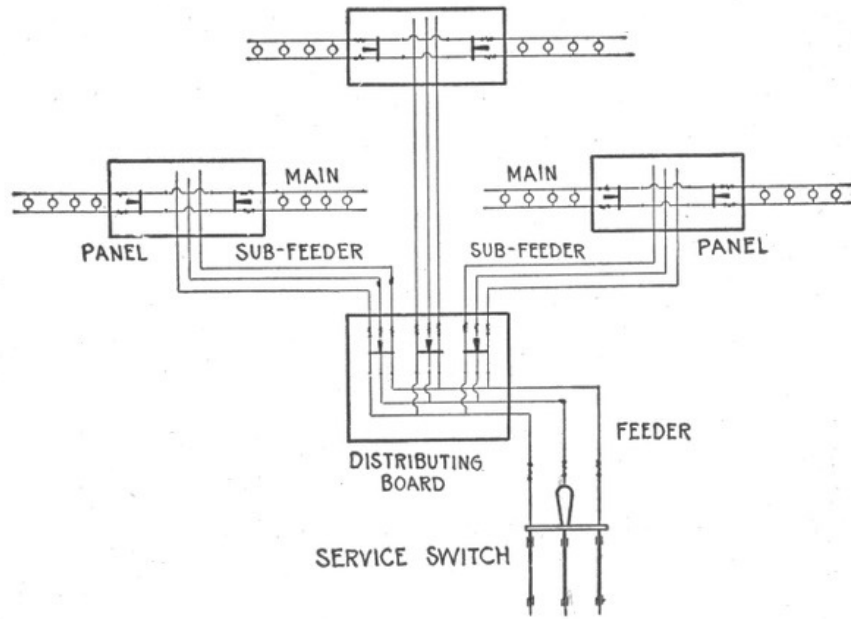 MAIN
MAIN
PANEL
SUB-FEEDER
SUB-FEEDER
PANEL
FEEDER
DISTRIBUTING
BOARD
SERVICE SWITCH